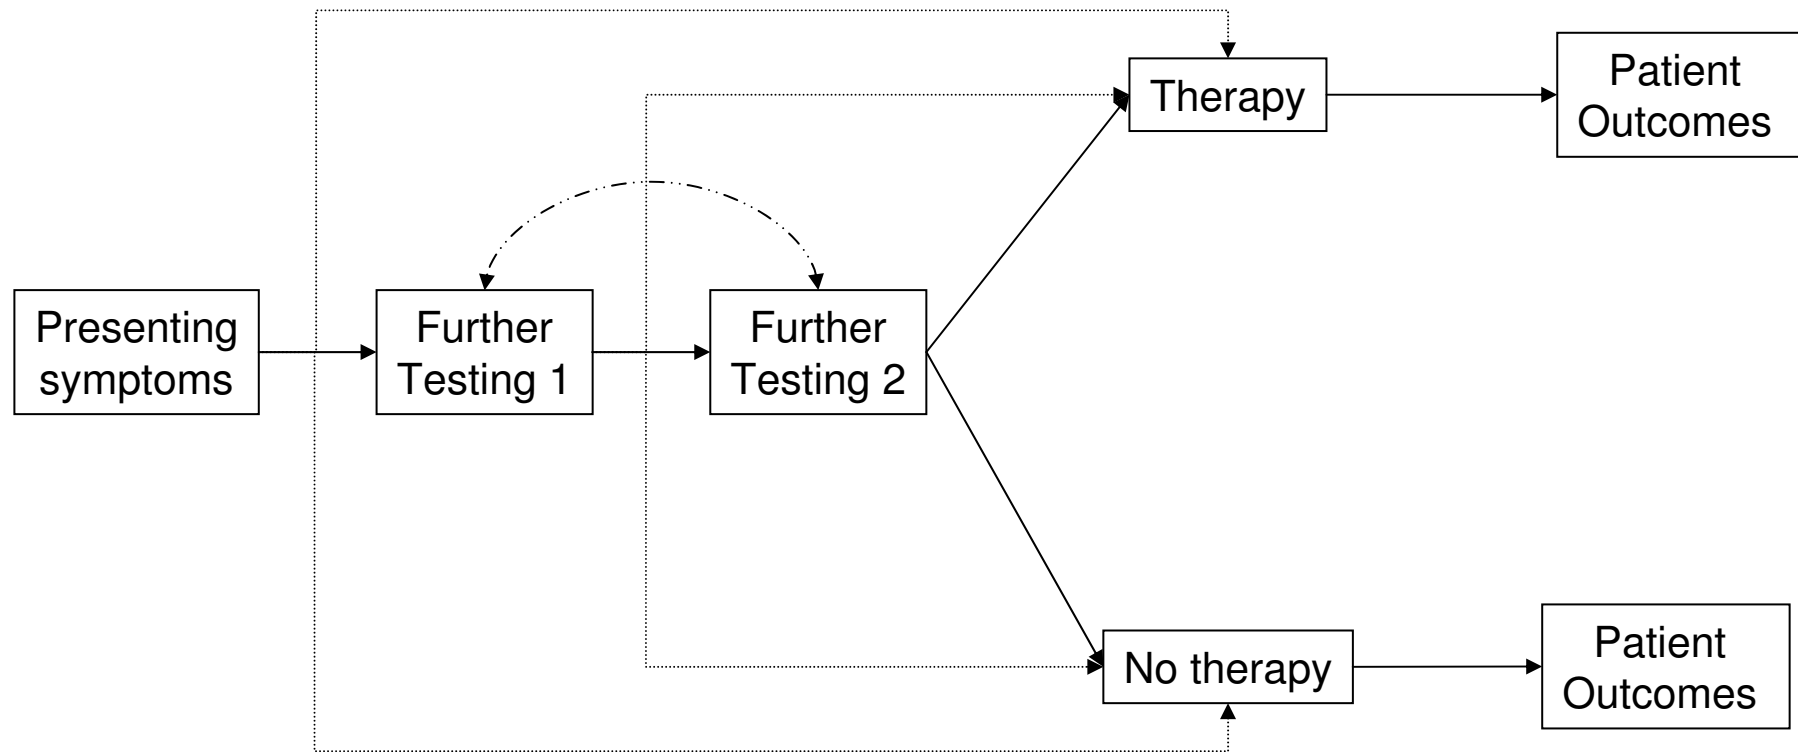 Therapy
Patient
Outcomes
Presenting
symptoms
Further
Testing 1
Further
Testing 2
No therapy
Patient
Outcomes